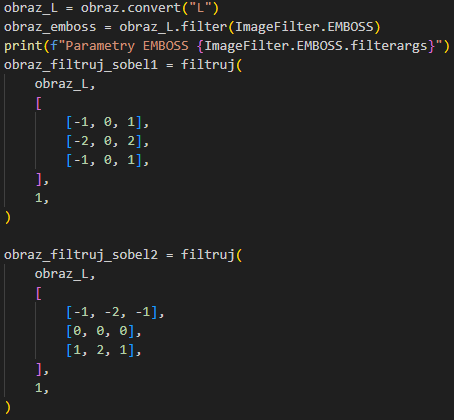 obraz_L = obraz.convert("L")
obraz_emboss = obraz_L.filter(ImageFilter.EMBOSS)
print(f"Parametry EMBOSS {ImageFilter.EMBOSS.filterargs}")
obraz_filtruj_sobel1 = filtruj(
    obraz_L,
    [
        [-1, 0, 1],
        [-2, 0, 2],
        [-1, 0, 1],
    ],
    1,
)

obraz_filtruj_sobel2 = filtruj(
    obraz_L,
    [
        [-1, -2, -1],
        [0, 0, 0],
        [1, 2, 1],
    ],
    1,
)